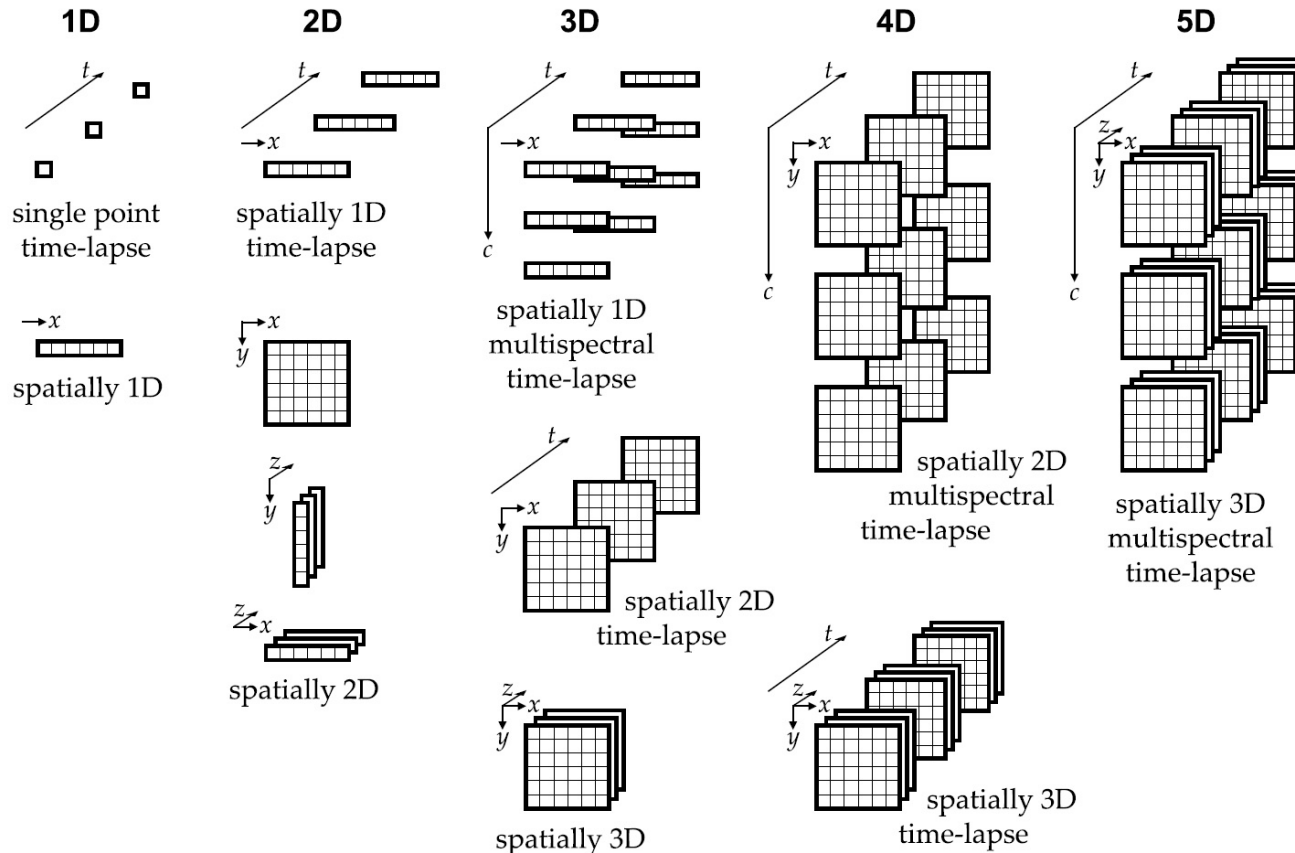 1D
t
single point
time-lapse
x
spatially 1D
2D
t
x
spatially 1D
time-lapse
x
y
z
y
z
x
spatially 2D
3D
t
x
c
spatially 1D
multispectral
time-lapse
t
x
y
spatially 2D
time-lapse
z
x
y
spatially 3D
4D
t
x
y
c
spatially 2D
multispectral
time-lapse
t
z
x
y
spatially 3D
time-lapse
5D
t
z
x
y
c
spatially 3D
multispectral
time-lapse